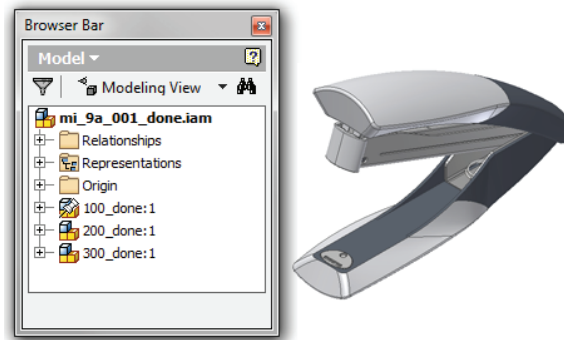 Browser Bar
Model
Modeling View
mi_9a_001_done.iam
Relationships
Representations
Origin
100_done:1
200_done:1
300_done:1